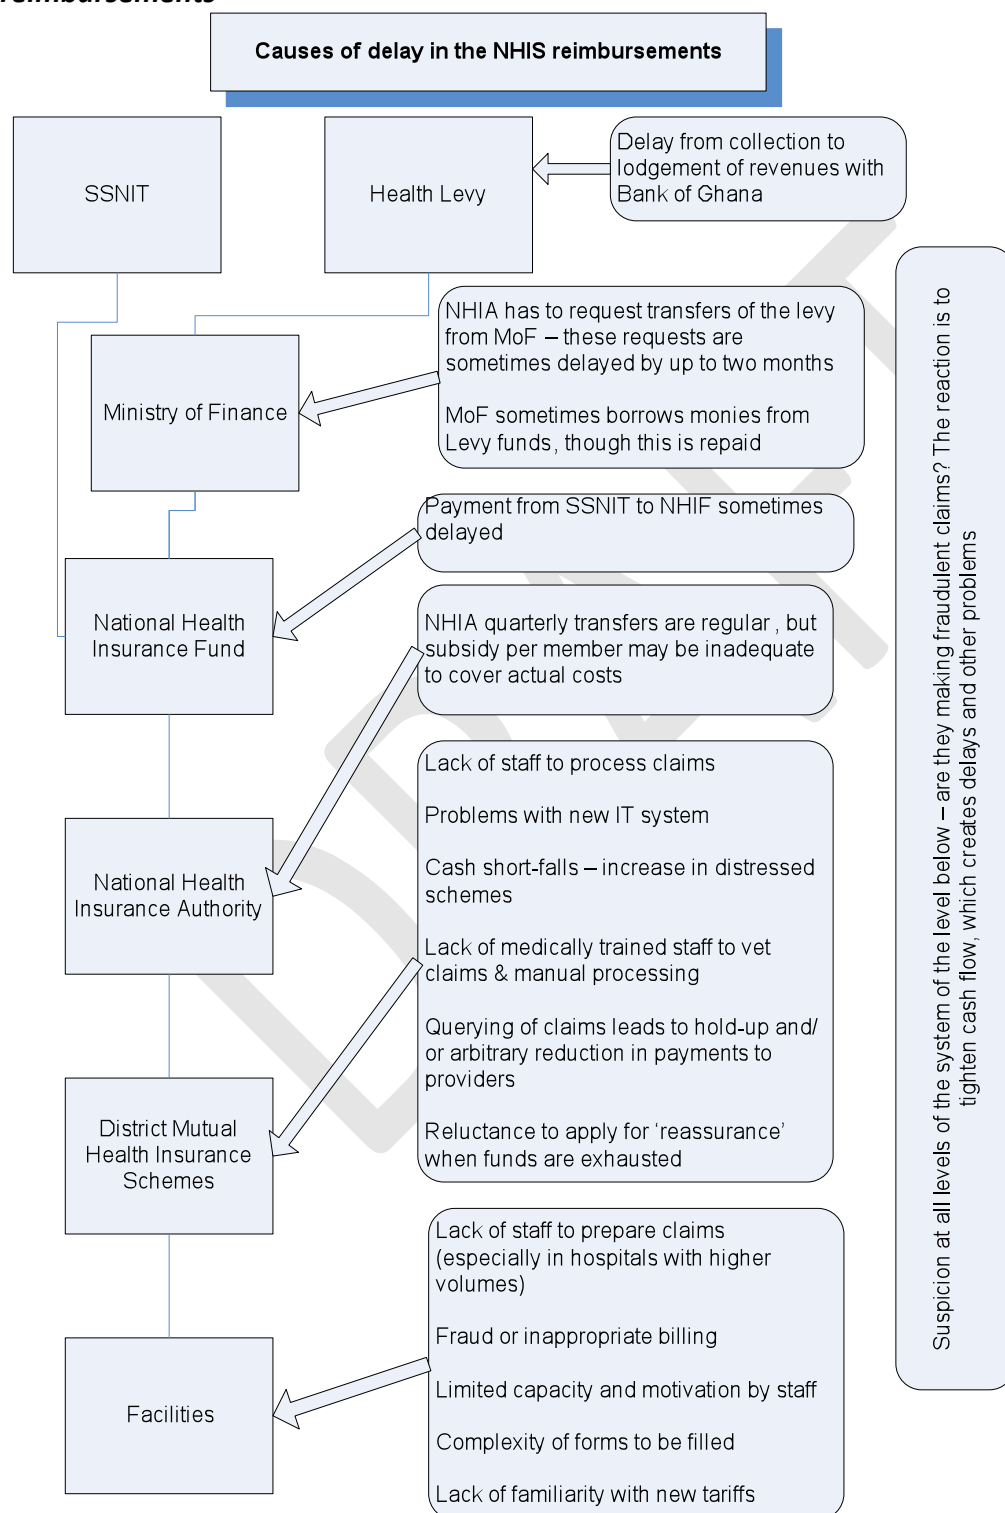 reimbursements
Causes of delay in the NHIS reimbursements
SSNIT
Health Levy
Delay from collection to
lodgement of revenues with
Bank of Ghana
NHIA has to request transfers of the levy
from MoF – these requests are
sometimes delayed by up to two months
MoF sometimes borrows monies from
Levy funds, though this is repaid
Ministry of Finance
Payment from SSNIT to NHIF sometimes
delayed
National Health
Insurance Fund
NHIA quarterly transfers are regular , but
subsidy per member may be inadequate
to cover actual costs
National Health
Insurance Authority
Lack of staff to process claims
Problems with new IT system
Cash short-falls – increase in distressed
schemes
Lack of medically trained staff to vet
claims & manual processing
Querying of claims leads to hold-up and/
or arbitrary reduction in payments to
providers
Reluctance to apply for ‘reassurance’
when funds are exhausted
District Mutual
Health Insurance
Schemes
Lack of staff to prepare claims
(especially in hospitals with higher
volumes)
Fraud or inappropriate billing
Limited capacity and motivation by staff
Complexity of forms to be filled
Lack of familiarity with new tariffs
Facilities
Suspicion at all levels of the system of the level below – are they making fraudulent claims? The reaction is to
tighten cash flow, which creates delays and other problems
DRAFT